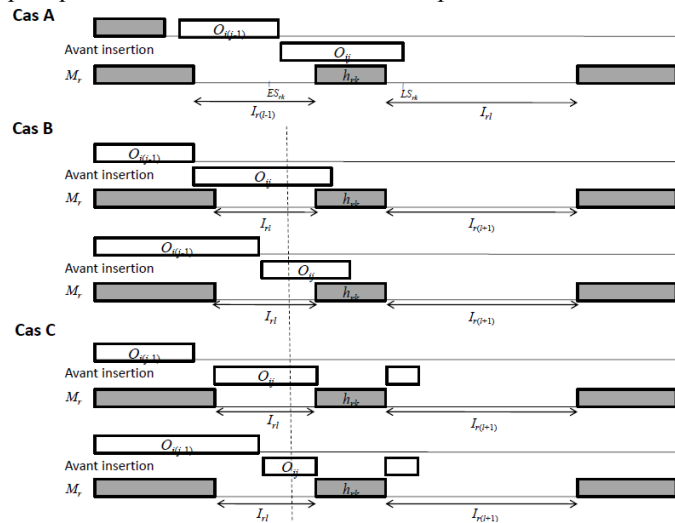 Cas A
O_{i(j-1)}
Avant insertion
O_{ij}
M_r h_{rk}
ES_{rk} LS_{rk}
I_{r(l-1)} I_{rl}
Cas B
O_{i(j-1)}
Avant insertion O_{ij}
M_r h_{rk}
I_{rl} I_{r(l+1)}
O_{i(j-1)}
Avant insertion O_{ij}
M_r h_{rk}
I_{rl} I_{r(l+1)}
Cas C
O_{i(j-1)}
Avant insertion O_{ij}
M_r h_{rk}
I_{rl} I_{r(l+1)}
O_{i(j-1)}
Avant insertion O_{ij}
M_r h_{rk}
I_{rl} I_{r(l+1)}